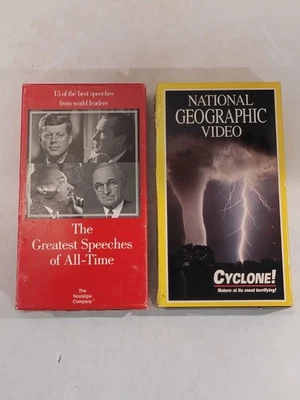 15 of the best speeches
from world leaders
The
Greatest Speeches
of All-Time
The
Nostalgia
Company
NATIONAL
GEOGRAPHIC
VIDEO
CYCLONE!
Nature at its most terrifying!